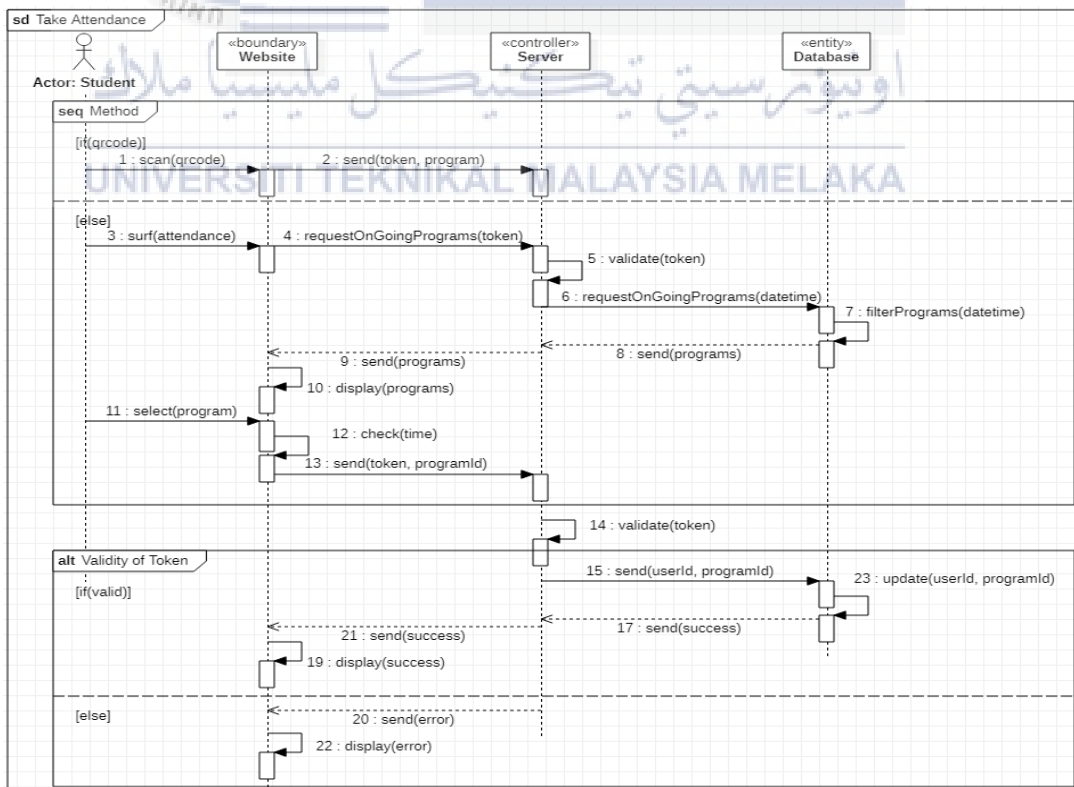 sd Take Attendance
«boundary»
Website
«controller»
Server
«entity»
Database
Actor: Student
اونيورسيتي تيكنيكل مليسيا ملاك
seq Method
[if(qrcode)]
1 : scan(qrcode)
2 : send(token, program)
UNIVERSITI TEKNIKAL MALAYSIA MELAKA
[else]
3 : surf(attendance)
4 : requestOnGoingPrograms(token)
5 : validate(token)
6 : requestOnGoingPrograms(datetime)
7 : filterPrograms(datetime)
8 : send(programs)
9 : send(programs)
10 : display(programs)
11 : select(program)
12 : check(time)
13 : send(token, programId)
14 : validate(token)
alt Validity of Token
15 : send(userId, programId)
23 : update(userId, programId)
[if(valid)]
17 : send(success)
21 : send(success)
19 : display(success)
[else]
20 : send(error)
22 : display(error)